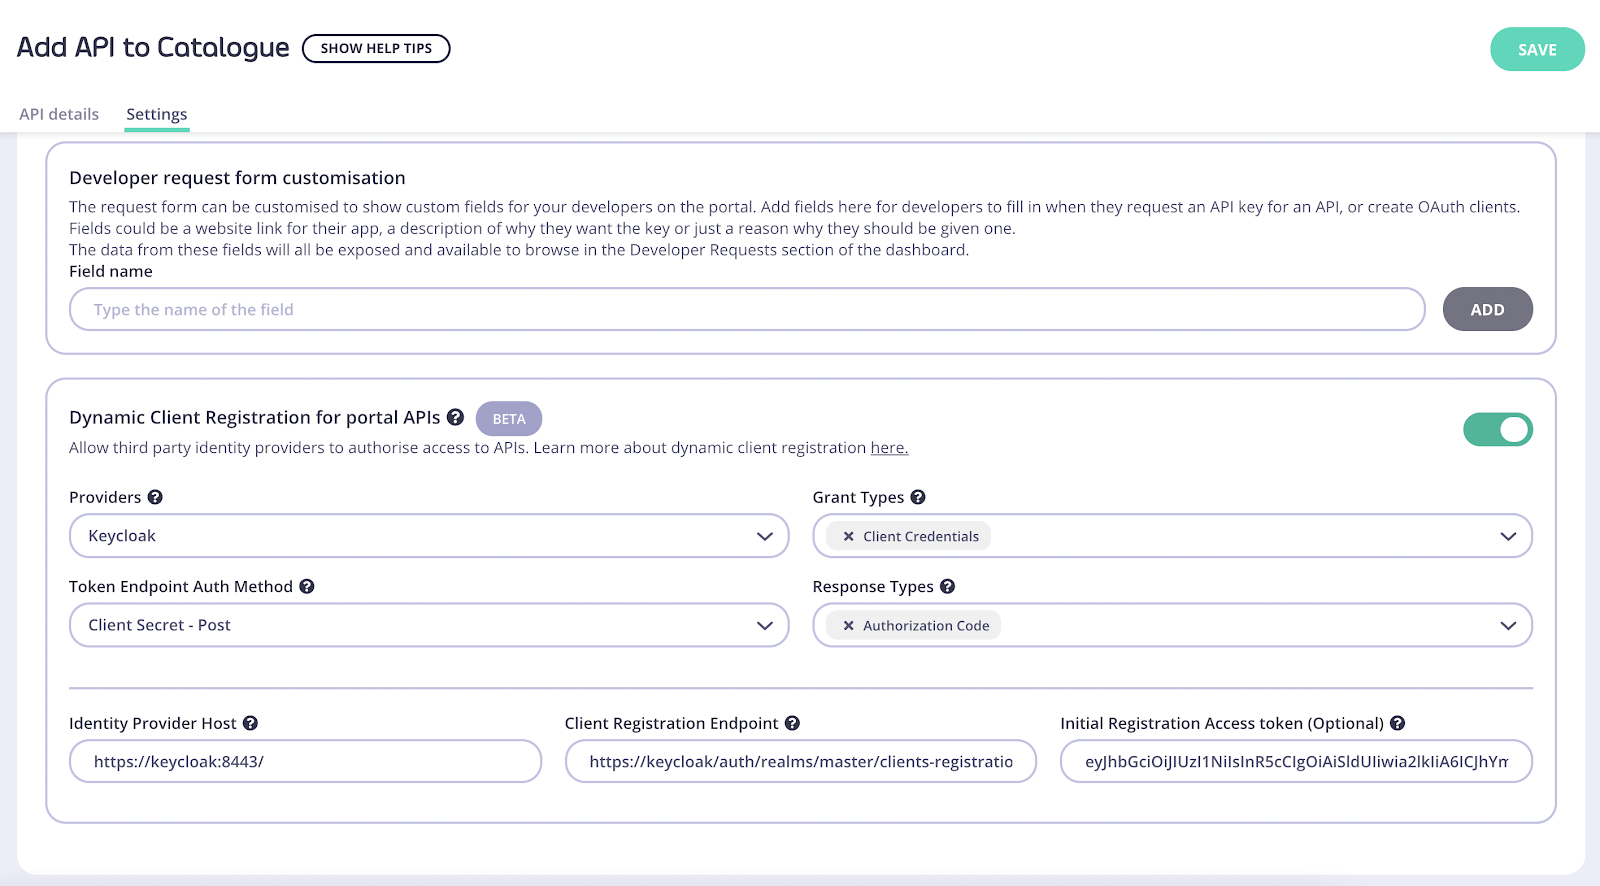 Add API to Catalogue
SHOW HELP TIPS
SAVE
API details
Settings
Developer request form customisation
The request form can be customised to show custom fields for your developers on the portal. Add fields here for developers to fill in when they request an API key for an API, or create OAuth clients.
Fields could be a website link for their app, a description of why they want the key or just a reason why they should be given one.
The data from these fields will all be exposed and available to browse in the Developer Requests section of the dashboard.
Field name
Type the name of the field
ADD
Dynamic Client Registration for portal APIs ?
BETA
Allow third party identity providers to authorise access to APIs. Learn more about dynamic client registration here.
Providers ?
Grant Types ?
Keycloak
× Client Credentials
Token Endpoint Auth Method ?
Response Types ?
Client Secret - Post
× Authorization Code
Identity Provider Host ?
Client Registration Endpoint ?
Initial Registration Access token (Optional) ?
https://keycloak:8443/
https://keycloak/auth/realms/master/clients-registratio